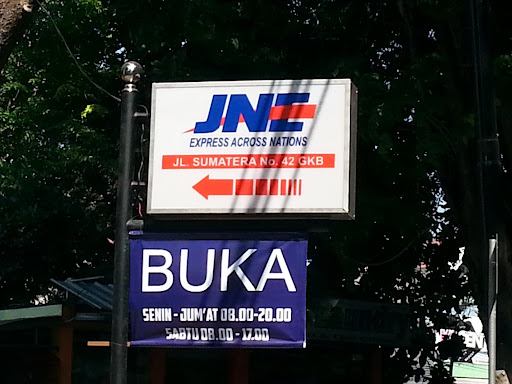 JNE
EXPRESS ACROSS NATIONS
JL. SUMATERA No. 42 GKB
BUKA
SENIN - JUM'AT 08.00-20.00
SABTU 08.00 - 17.00